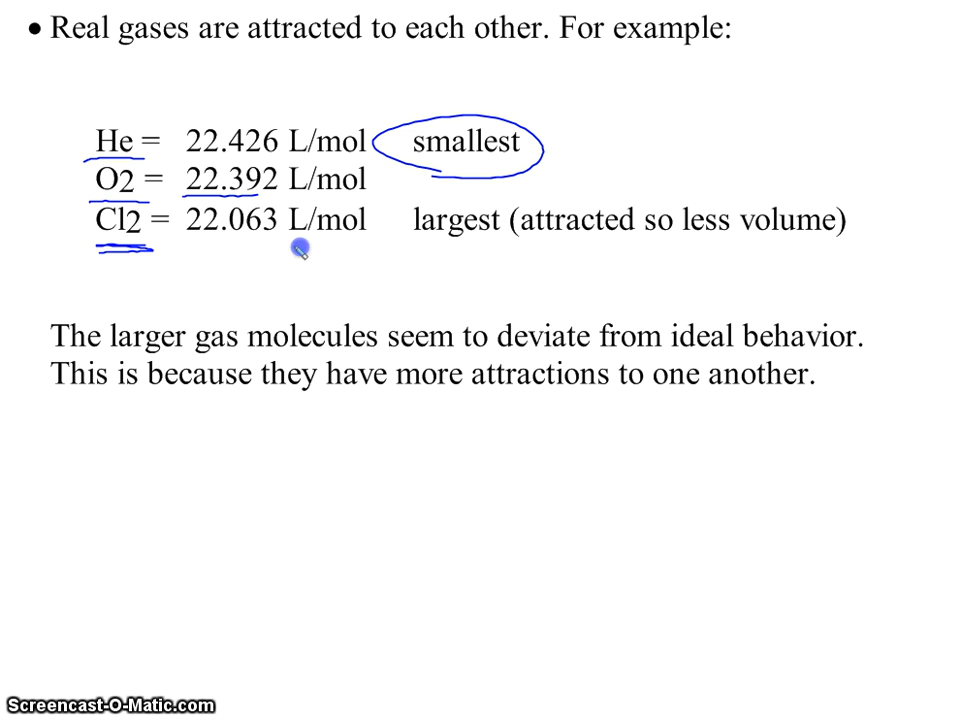 • Real gases are attracted to each other. For example:
He = 22.426 L/mol smallest
O2 = 22.392 L/mol
Cl2 = 22.063 L/mol largest (attracted so less volume)
The larger gas molecules seem to deviate from ideal behavior.
This is because they have more attractions to one another.
Screencast-O-Matic.com